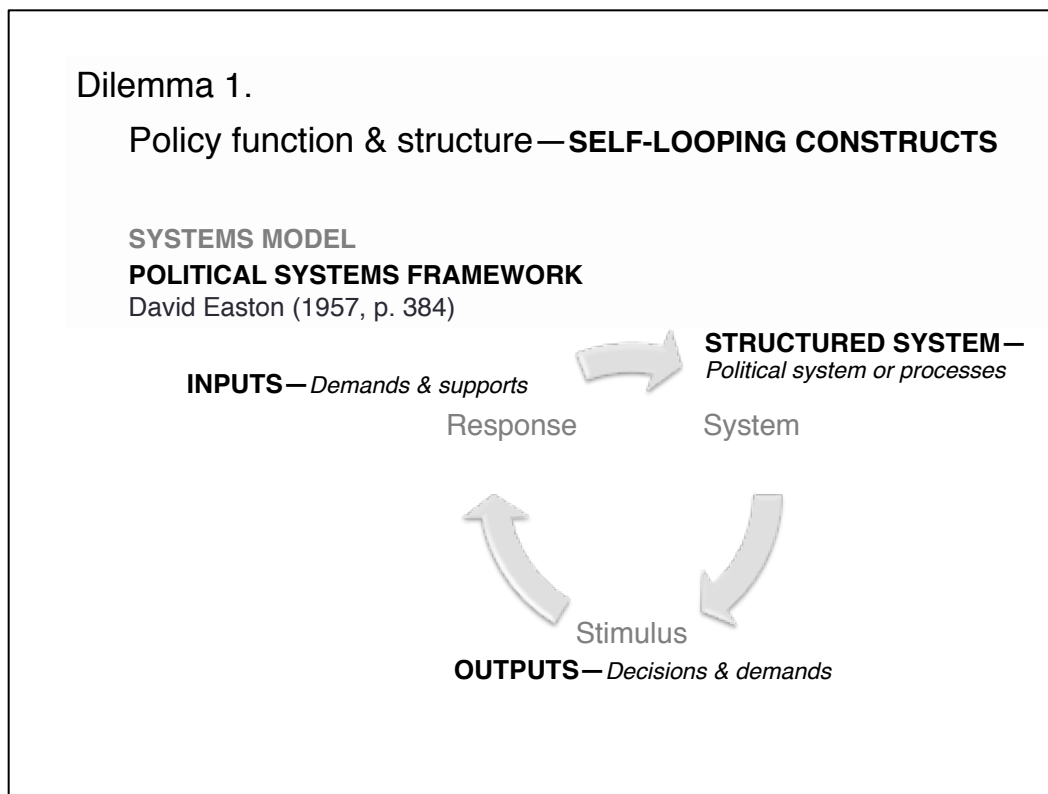 Dilemma 1.
Policy function & structure—SELF-LOOPING CONSTRUCTS
SYSTEMS MODEL
POLITICAL SYSTEMS FRAMEWORK
David Easton (1957, p. 384)
STRUCTURED SYSTEM—
Political system or processes
INPUTS—Demands & supports
Response
System
Stimulus
OUTPUTS—Decisions & demands